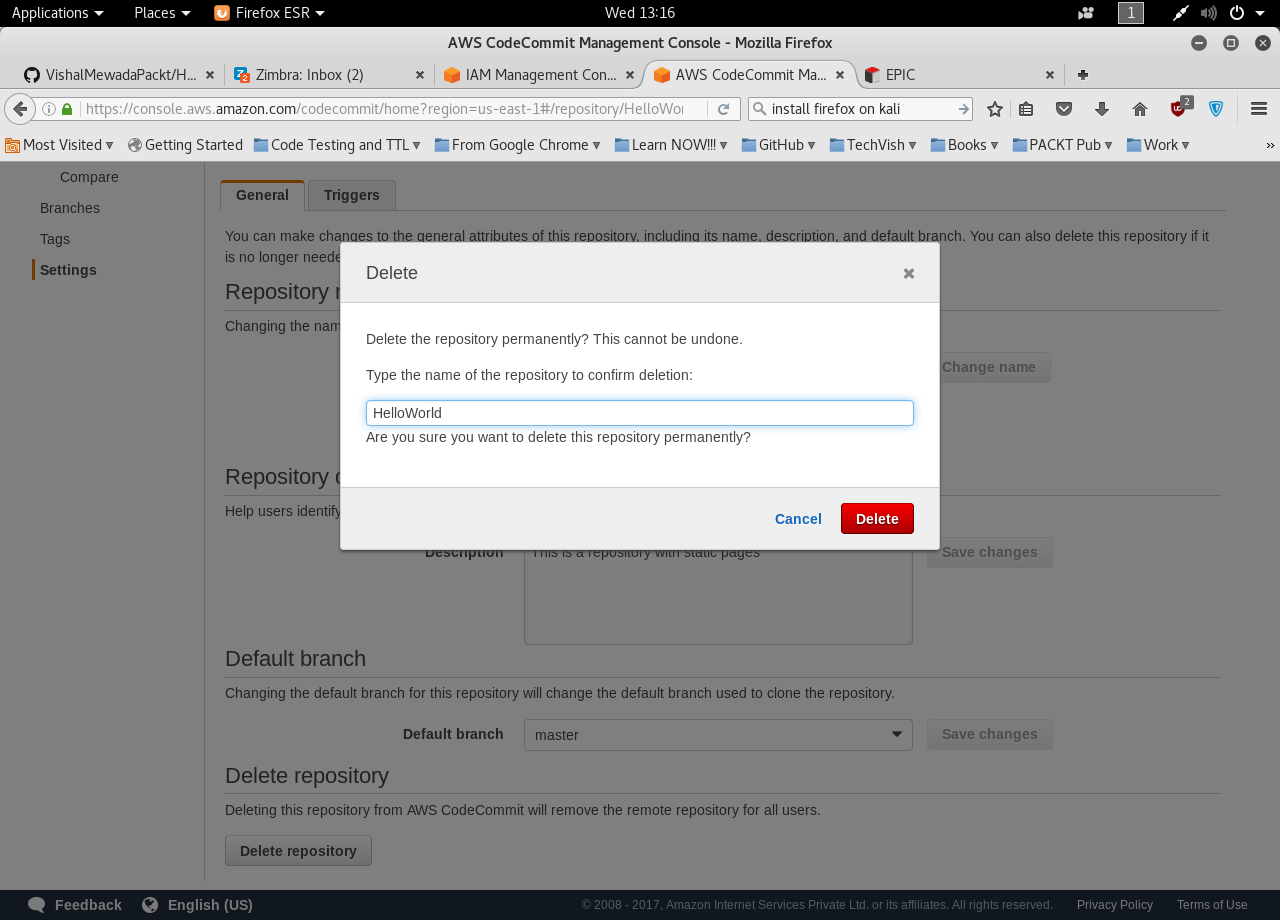 Applications Places Firefox ESR Wed 13:16 1
AWS CodeCommit Management Console - Mozilla Firefox
VishalMewadaPackt/H... Zimbra: Inbox (2) IAM Management Con... AWS CodeCommit Ma... EPIC
https://console.aws.amazon.com/codecommit/home?region=us-east-1#/repository/HelloWor install firefox on kali 2
Most Visited Getting Started Code Testing and TTL From Google Chrome Learn NOW!!! GitHub TechVish Books PACKT Pub Work »
Compare
Branches
Tags
Settings
General Triggers
You can make changes to the general attributes of this repository, including its name, description, and default branch. You can also delete this repository if it
is no longer neede
Repository
Changing the nam
Change name
Delete
Delete the repository permanently? This cannot be undone.
Type the name of the repository to confirm deletion:
HelloWorld
Are you sure you want to delete this repository permanently?
Cancel Delete
Repository
Help users identify
Description This is a repository with static pages Save changes
Default branch
Changing the default branch for this repository will change the default branch used to clone the repository.
Default branch master Save changes
Delete repository
Deleting this repository from AWS CodeCommit will remove the remote repository for all users.
Delete repository
Feedback English (US) © 2008 - 2017, Amazon Internet Services Private Ltd. or its affiliates. All rights reserved. Privacy Policy Terms of Use